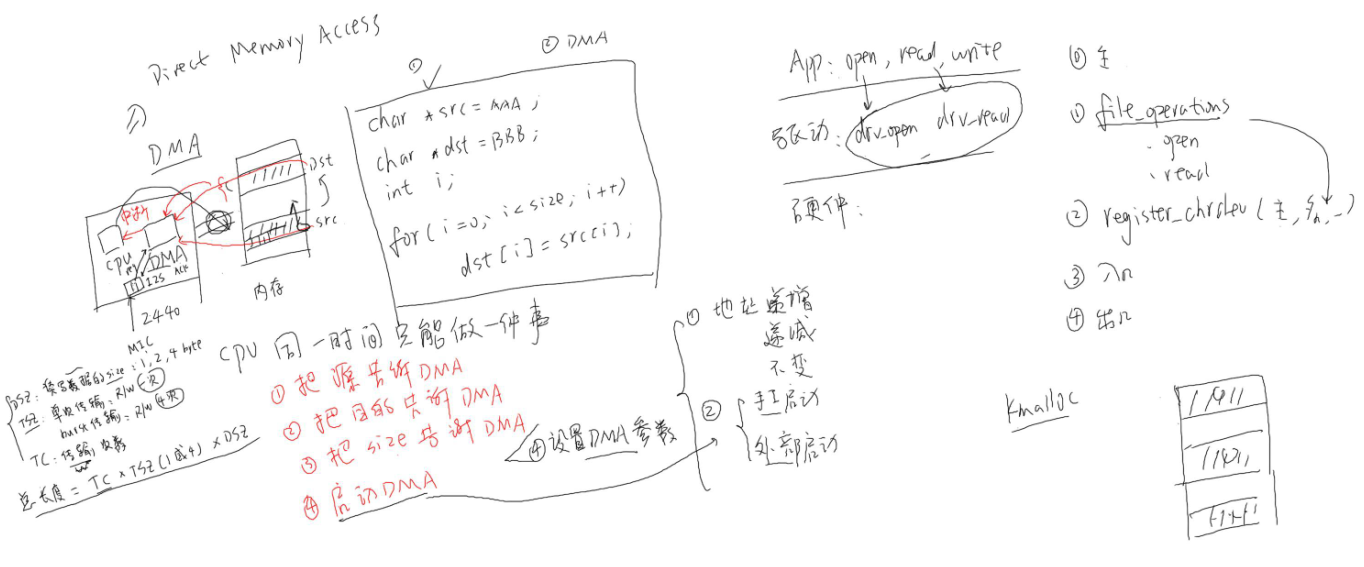 Direct Memory Access
① ② DMA
char *src = AAA;
char *dst = BBB;
int i;
for(i=0; i<size; i++)
dst[i] = src[i];
DMA
Dst
src
中断
CPU
DMA
ACK
IIS
2440
MIC
内存
CPU 同一时间只能做一件事
① 把源告诉DMA
② 把目的告诉DMA
③ 把size告诉DMA
④ 启动DMA
④ 设置DMA参数
DSZ: 数据的size: 1,2,4 byte
TSZ: 单次传输: R/W 一次
burst传输: R/W 4次
TC: 传输次数
总长度 = TC × TSZ(1或4) × DSZ
① 地址递增
递减
不变
② 手工启动
外部启动
App: open, read, write
驱动: drv_open drv_read
硬件:
⓪ 主
① file_operations
. open
. read
② register_chrdev(主,
③ 入口
④ 出口
kmalloc